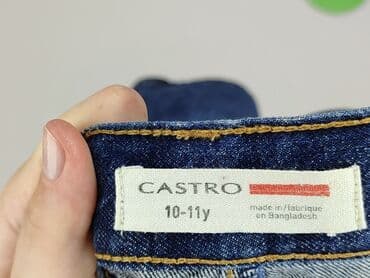 CASTRO
10-11y
made in/fabrique
en Bangladesh